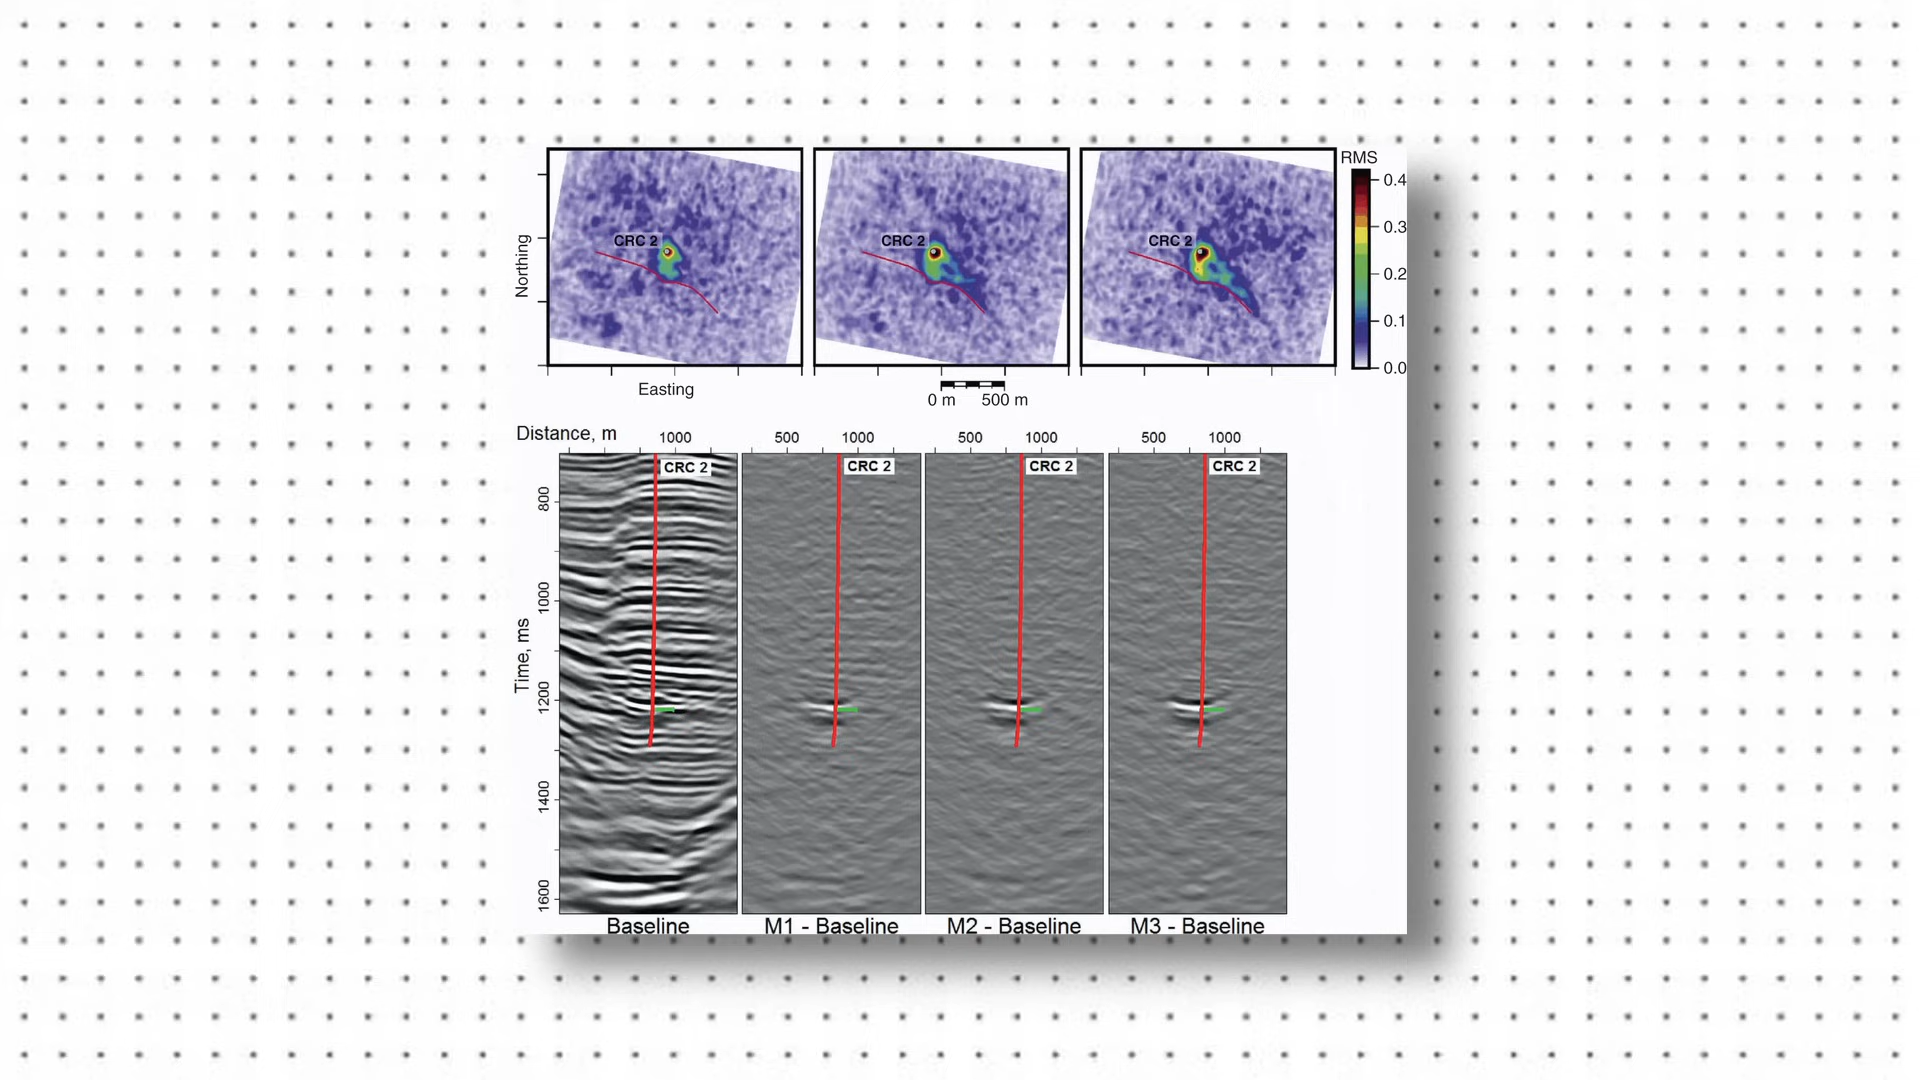 RMS
CRC 2 CRC 2 CRC 2
0.4
0.3
0.2
0.1
0.0
Northing
Easting
0 m 500 m
Distance, m 1000 500 1000 500 1000 500 1000
CRC 2 CRC 2 CRC 2 CRC 2
Time, ms
800
1000
1200
1400
1600
Baseline M1 - Baseline M2 - Baseline M3 - Baseline